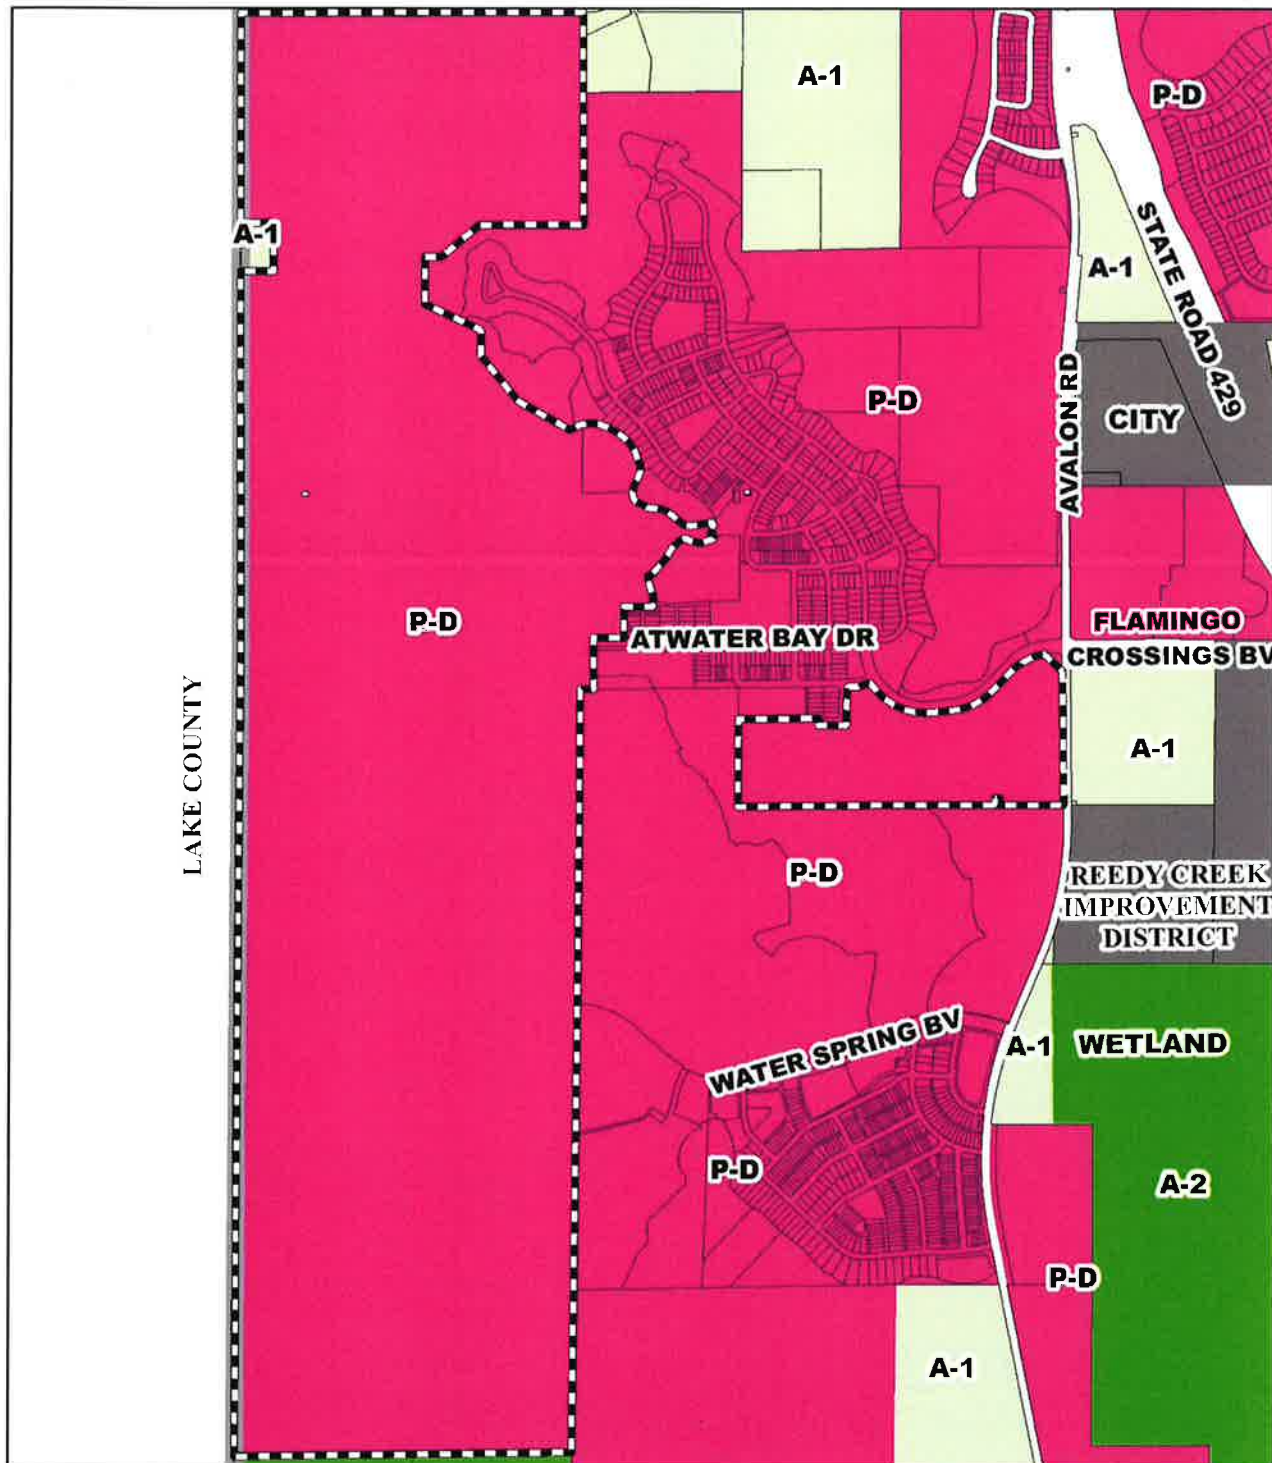 A-1
P-D
A-1
STATE ROAD 429
A-1
AVALON RD
P-D
CITY
P-D
FLAMINGO
ATWATER BAY DR
CROSSINGS BV
LAKE COUNTY
A-1
P-D
REEDY CREEK
IMPROVEMENT
DISTRICT
WATER SPRING BV
A-1
WETLAND
P-D
A-2
P-D
A-1